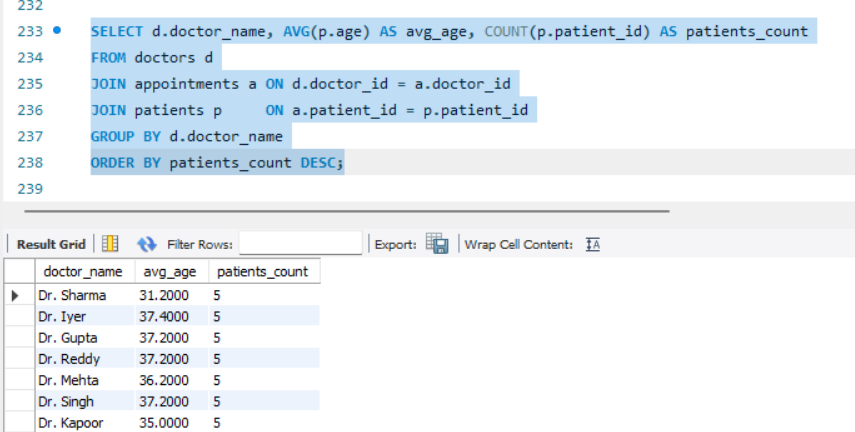 232
233 SELECT d.doctor_name, AVG(p.age) AS avg_age, COUNT(p.patient_id) AS patients_count
234 FROM doctors d
235 JOIN appointments a ON d.doctor_id = a.doctor_id
236 JOIN patients p     ON a.patient_id = p.patient_id
237 GROUP BY d.doctor_name
238 ORDER BY patients_count DESC;
239
Result Grid Filter Rows: Export: Wrap Cell Content: IA
doctor_name avg_age patients_count
Dr. Sharma 31.2000 5
Dr. Iyer 37.4000 5
Dr. Gupta 37.2000 5
Dr. Reddy 37.2000 5
Dr. Mehta 36.2000 5
Dr. Singh 37.2000 5
Dr. Kapoor 35.0000 5